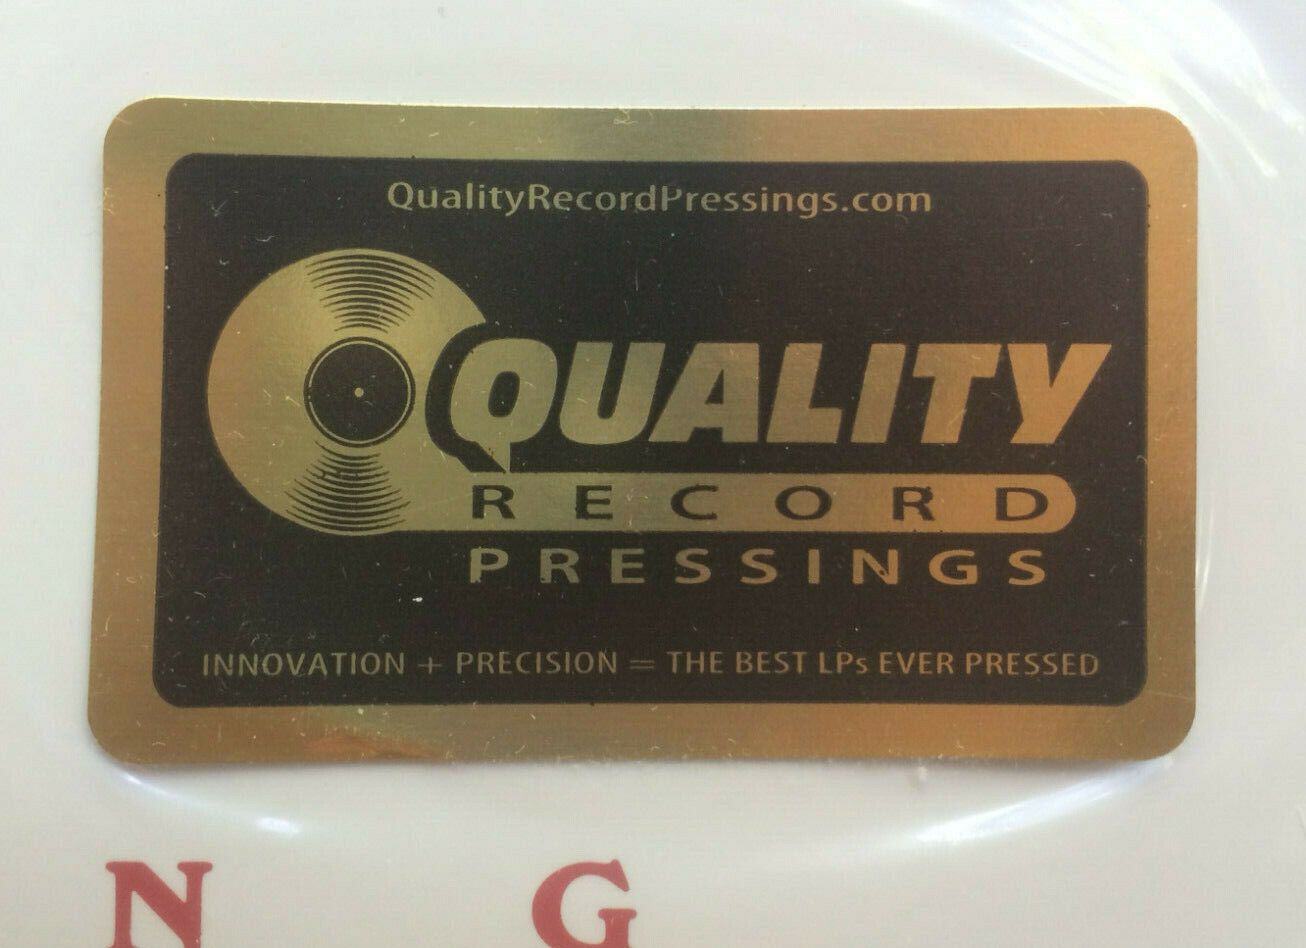 QualityRecordPressings.com
QUALITY
RECORD
PRESSINGS
INNOVATION + PRECISION = THE BEST LPs EVER PRESSED
N G